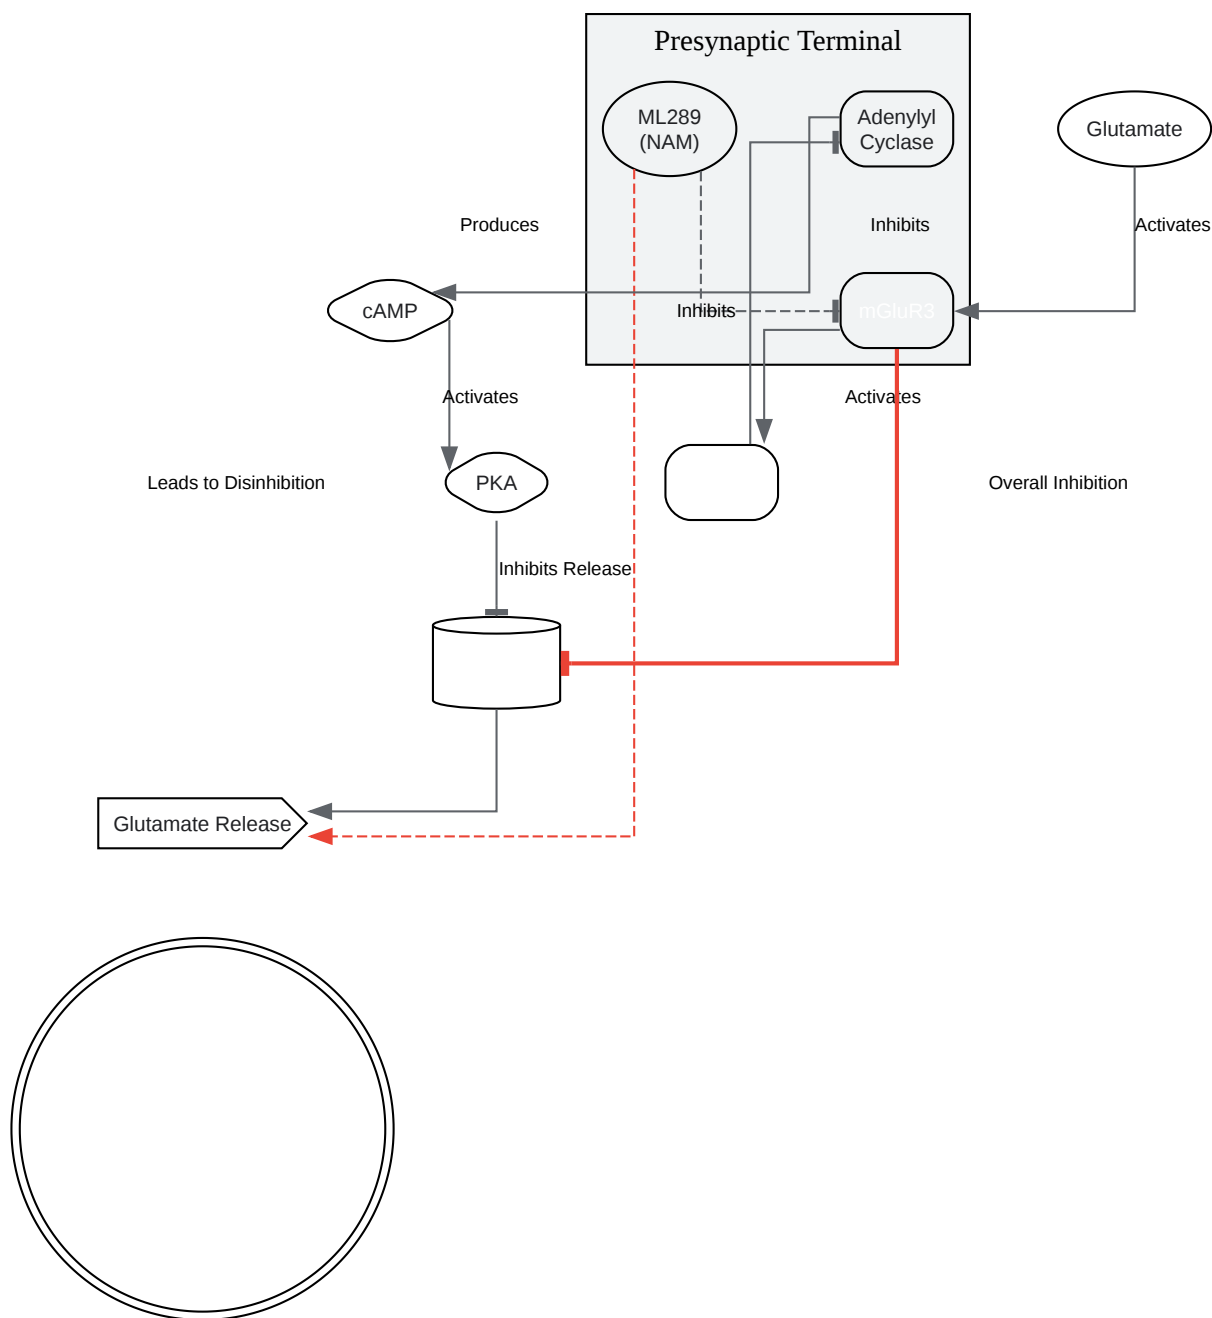 Presynaptic Terminal
ML289
(NAM)
Adenylyl
Cyclase
Glutamate
Produces
Inhibits
Activates
cAMP
Inhibits
mGluR3
Activates
Activates
Leads to Disinhibition
PKA
Overall Inhibition
Inhibits Release
Glutamate Release